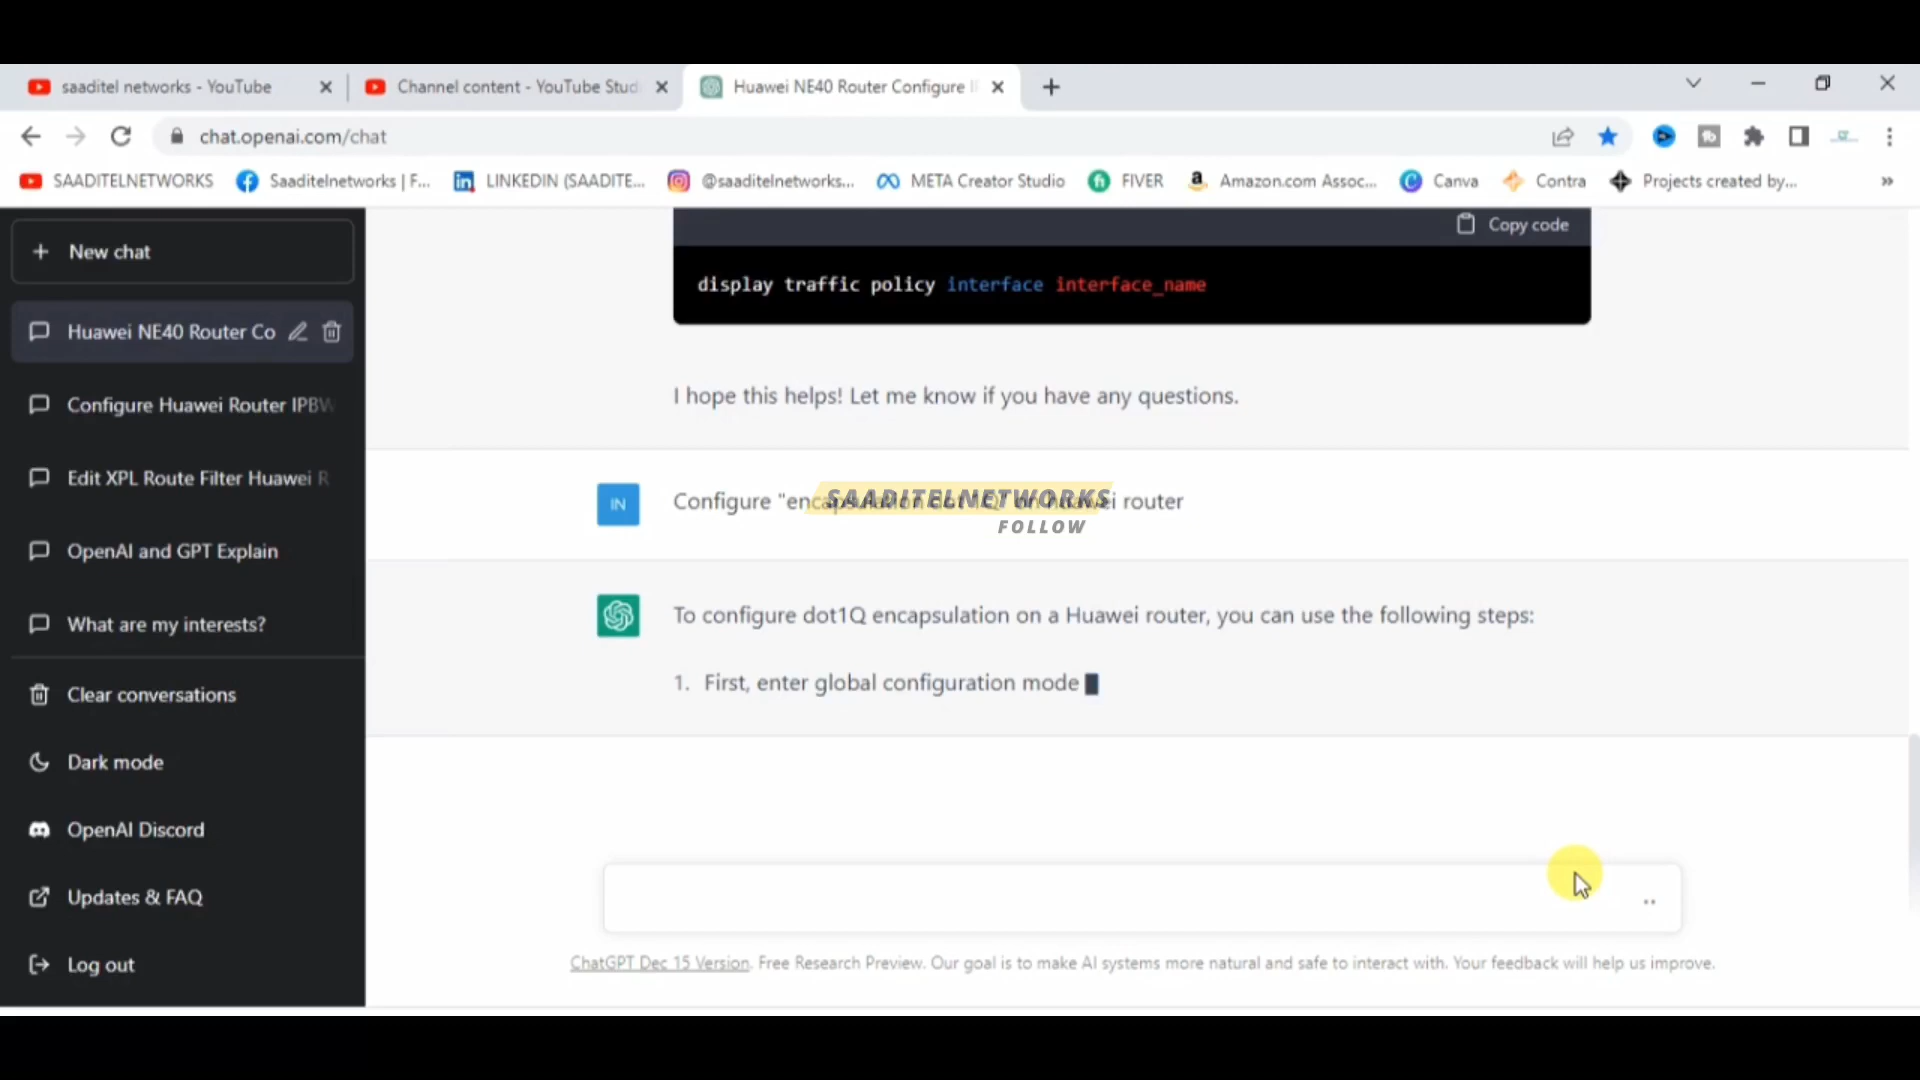 saaditel networks - YouTube
Channel content - YouTube Stud
Huawei NE40 Router Configure I
chat.openai.com/chat
SAADITELNETWORKS
Saaditelnetworks | F...
LINKEDIN (SAADITE...
@saaditelnetworks...
META Creator Studio
FIVER
Amazon.com Assoc...
Canva
Contra
Projects created by...
»
New chat
Huawei NE40 Router Co
Configure Huawei Router IPBW
Edit XPL Route Filter Huawei R
OpenAI and GPT Explain
What are my interests?
Clear conversations
Dark mode
OpenAI Discord
Updates & FAQ
Log out
Copy code
display traffic policy interface interface_name
I hope this helps! Let me know if you have any questions.
IN
Configure "encapsulation dot1Q" on huawei router
SAADITELNETWORKS
FOLLOW
To configure dot1Q encapsulation on a Huawei router, you can use the following steps:
1. First, enter global configuration mode
ChatGPT Dec 15 Version. Free Research Preview. Our goal is to make AI systems more natural and safe to interact with. Your feedback will help us improve.